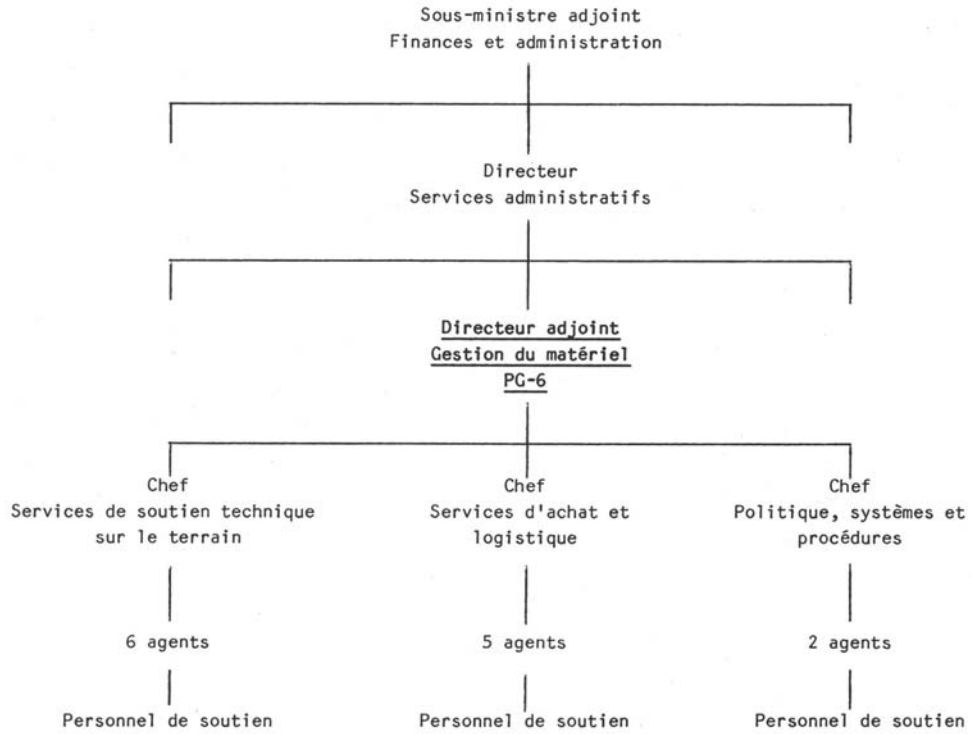 Sous-ministre adjoint
Finances et administration
Directeur
Services administratifs
Directeur adjoint
Gestion du matériel
PG-6
Chef
Services de soutien technique
sur le terrain
Chef
Services d'achat et
logistique
Chef
Politique, systèmes et
procédures
6 agents
5 agents
2 agents
Personnel de soutien
Personnel de soutien
Personnel de soutien